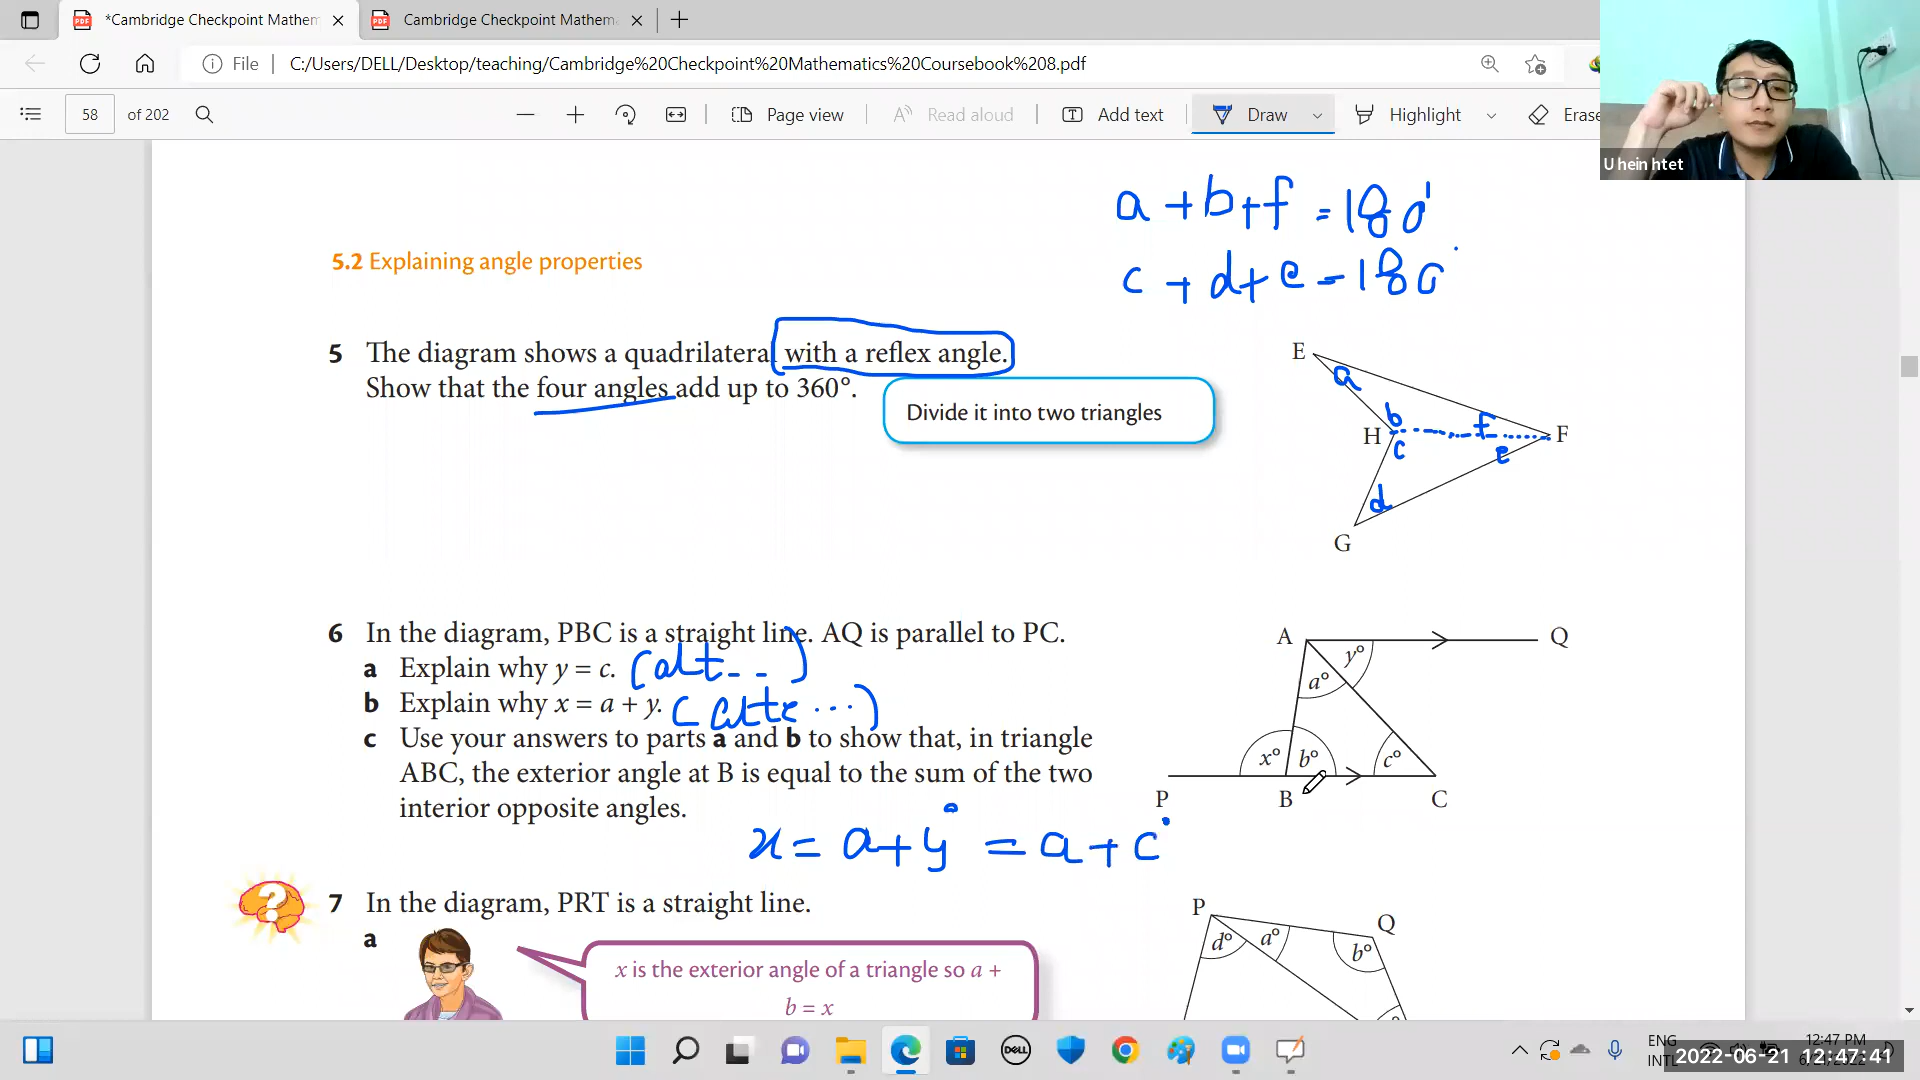 *Cambridge Checkpoint Mathem
Cambridge Checkpoint Mathema
File
C:/Users/DELL/Desktop/teaching/Cambridge%20Checkpoint%20Mathematics%20Coursebook%208.pdf
58 of 202
Page view
Read aloud
Add text
Draw
Highlight
Erase
U hein htet
a + b + f = 180°
c + d + e = 180°
5.2 Explaining angle properties
5 The diagram shows a quadrilateral with a reflex angle.
Show that the four angles add up to 360°.
Divide it into two triangles
E
a
b
f
H
F
c
e
d
G
6 In the diagram, PBC is a straight line. AQ is parallel to PC.
a Explain why y = c. (alt- - )
b Explain why x = a + y. (alte ...)
c Use your answers to parts a and b to show that, in triangle
ABC, the exterior angle at B is equal to the sum of the two
interior opposite angles.
x = a + y° = a + c°
A
Q
y°
a°
x°
b°
c°
P
B
C
7 In the diagram, PRT is a straight line.
a
x is the exterior angle of a triangle so a +
b = x
P
Q
d°
a°
b°
DELL
ENG
INTL
12:47 PM
2022-06-21 12:47:41